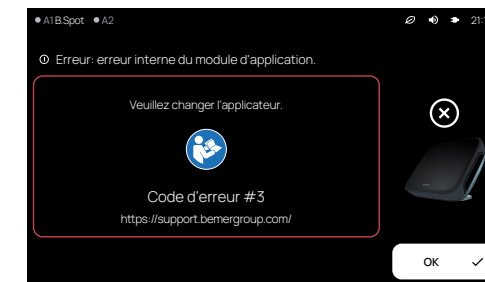 A1 B.Spot A2
Erreur: erreur interne du module d'application.
Veuillez changer l'applicateur.
Code d'erreur #3
https://support.bemergroup.com/
OK